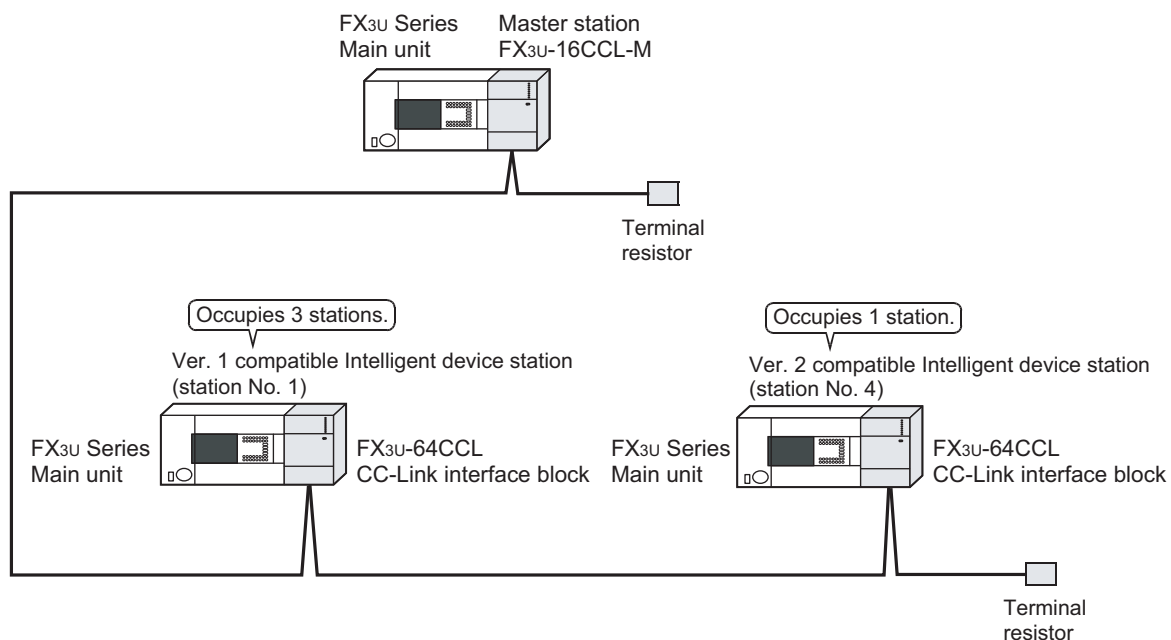 FX3U Series
Main unit
Master station
FX3U-16CCL-M
Terminal
resistor
Occupies 3 stations.
Ver. 1 compatible Intelligent device station
(station No. 1)
FX3U Series
Main unit
FX3U-64CCL
CC-Link interface block
Occupies 1 station.
Ver. 2 compatible Intelligent device station
(station No. 4)
FX3U Series
Main unit
FX3U-64CCL
CC-Link interface block
Terminal
resistor